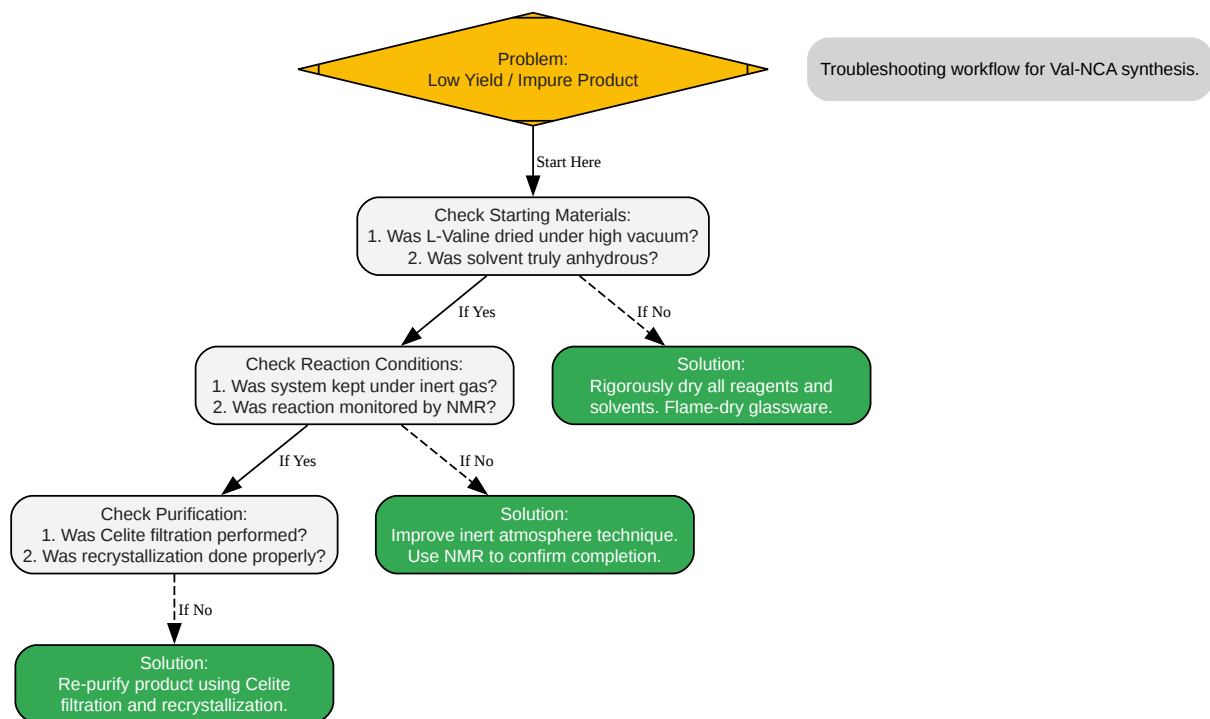 Problem:
Low Yield / Impure Product
Troubleshooting workflow for Val-NCA synthesis.
Start Here
Check Starting Materials:
1. Was L-Valine dried under high vacuum?
2. Was solvent truly anhydrous?
If Yes
If No
Check Reaction Conditions:
1. Was system kept under inert gas?
2. Was reaction monitored by NMR?
Solution:
Rigorously dry all reagents and
solvents. Flame-dry glassware.
If Yes
If No
Check Purification:
1. Was Celite filtration performed?
2. Was recrystallization done properly?
Solution:
Improve inert atmosphere technique.
Use NMR to confirm completion.
If No
Solution:
Re-purify product using Celite
filtration and recrystallization.